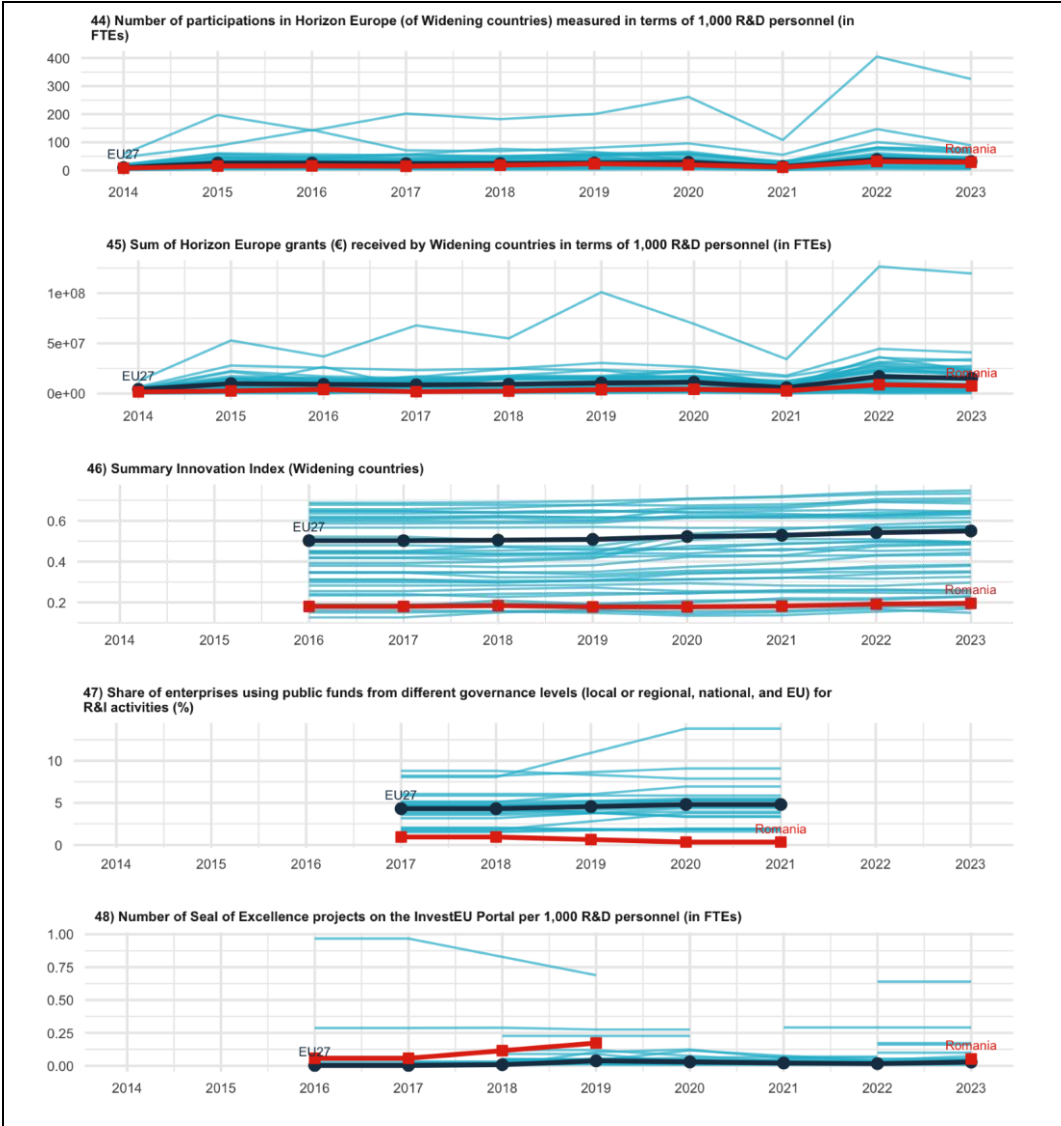 44) Number of participations in Horizon Europe (of Widening countries) measured in terms of 1,000 R&D personnel (in
FTEs)
400
300
200
100
0
EU27
Romania
2014 2015 2016 2017 2018 2019 2020 2021 2022 2023
45) Sum of Horizon Europe grants (€) received by Widening countries in terms of 1,000 R&D personnel (in FTEs)
1e+08
5e+07
0e+00
EU27
Romania
2014 2015 2016 2017 2018 2019 2020 2021 2022 2023
46) Summary Innovation Index (Widening countries)
0.6
0.4
0.2
EU27
Romania
2014 2015 2016 2017 2018 2019 2020 2021 2022 2023
47) Share of enterprises using public funds from different governance levels (local or regional, national, and EU) for
R&I activities (%)
10
5
0
EU27
Romania
2014 2015 2016 2017 2018 2019 2020 2021 2022 2023
48) Number of Seal of Excellence projects on the InvestEU Portal per 1,000 R&D personnel (in FTEs)
1.00
0.75
0.50
0.25
0.00
EU27
Romania
2014 2015 2016 2017 2018 2019 2020 2021 2022 2023